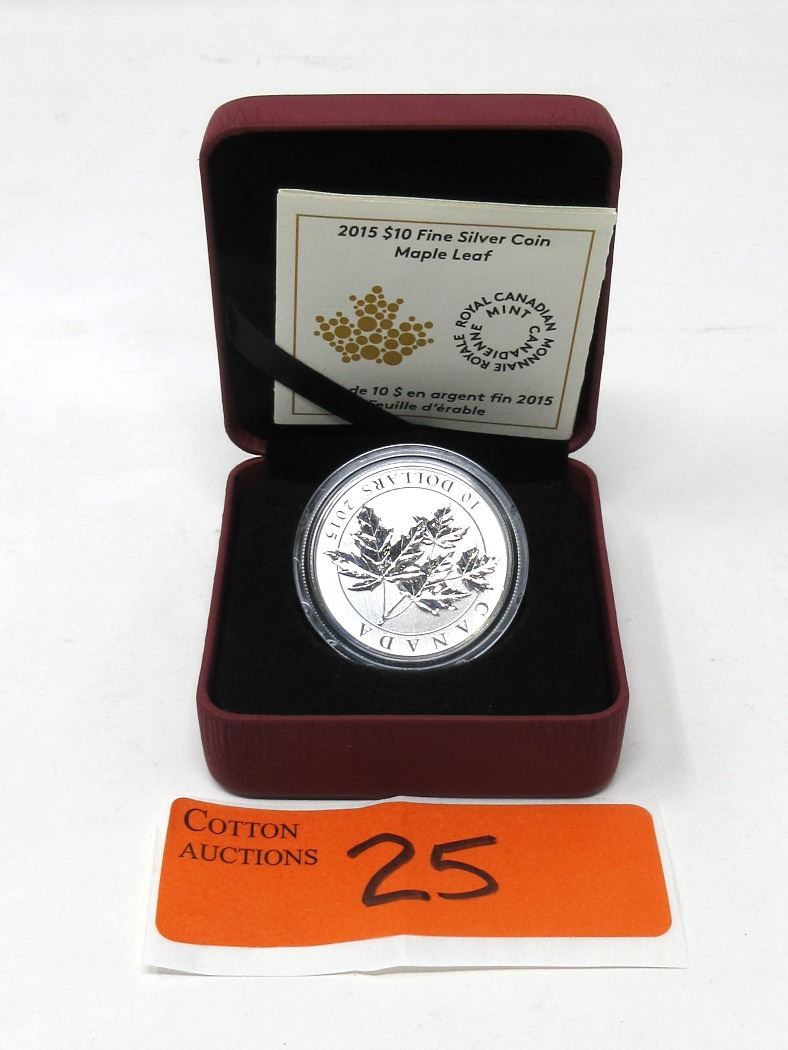 2015 $10 Fine Silver Coin
Maple Leaf
ROYAL CANADIAN MINT
MONNAIE ROYALE CANADIENNE
de 10 $ en argent fin 2015
Feuille d'érable
10 DOLLARS 2015
CANADA
COTTON
AUCTIONS
25